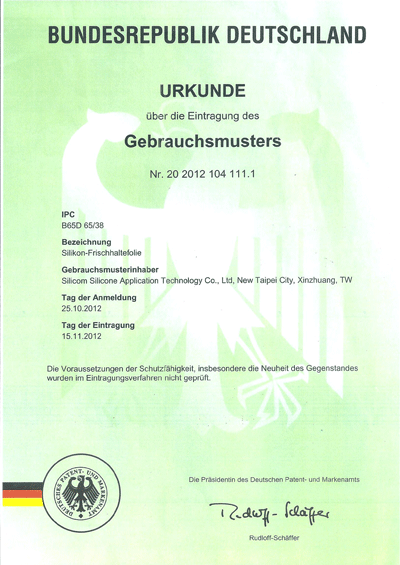 BUNDESREPUBLIK DEUTSCHLAND
URKUNDE
über die Eintragung des
Gebrauchsmusters
Nr. 20 2012 104 111.1
IPC
B65D 65/38
Bezeichnung
Silikon-Frischhaltefolie
Gebrauchsmusterinhaber
Silicom Silicone Application Technology Co., Ltd, New Taipei City, Xinzhuang, TW
Tag der Anmeldung
25.10.2012
Tag der Eintragung
15.11.2012
Die Voraussetzungen der Schutzfähigkeit, insbesondere die Neuheit des Gegenstandes
wurden im Eintragungsverfahren nicht geprüft.
DEUTSCHES PATENT- UND MARKENAMT
Die Präsidentin des Deutschen Patent- und Markenamts
Rudloff-Schäffer
Rudloff-Schäffer